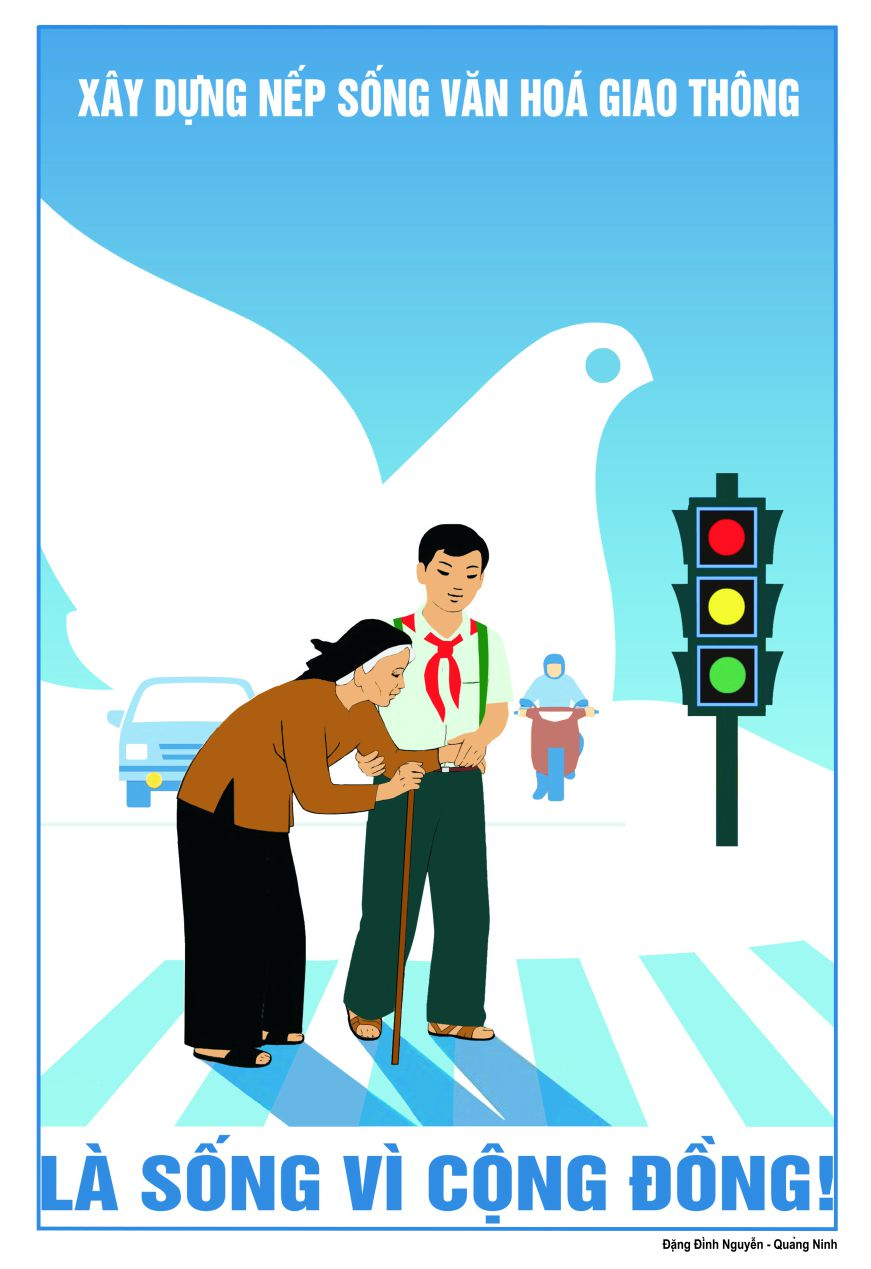 XÂY DỰNG NẾP SỐNG VĂN HOÁ GIAO THÔNG
LÀ SỐNG VÌ CỘNG ĐỒNG!
Đặng Đình Nguyễn - Quảng Ninh